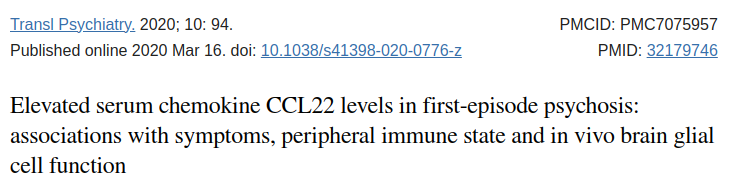 Transl Psychiatry. 2020; 10: 94. PMCID: PMC7075957
Published online 2020 Mar 16. doi: 10.1038/s41398-020-0776-z PMID: 32179746
Elevated serum chemokine CCL22 levels in first-episode psychosis:
associations with symptoms, peripheral immune state and in vivo brain glial
cell function